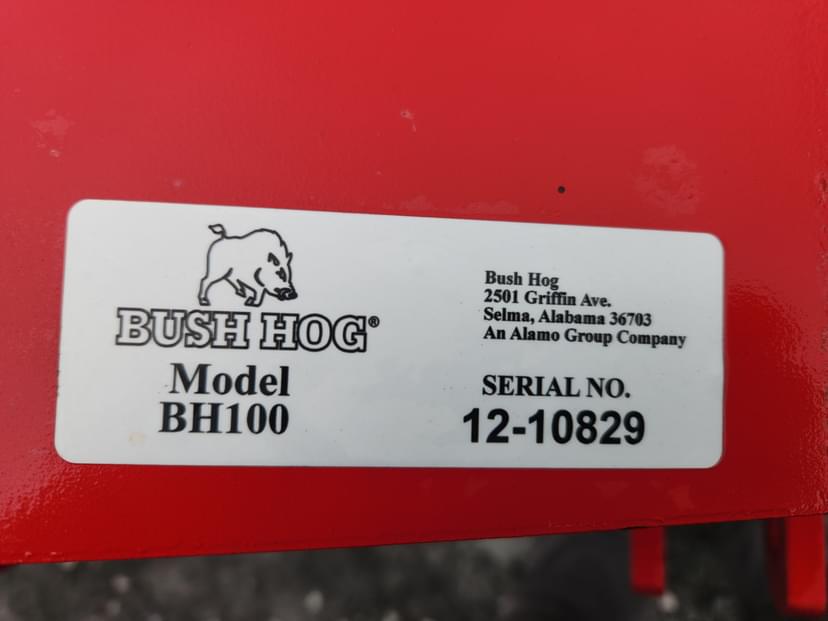 BUSH HOG®
Model
BH100
Bush Hog
2501 Griffin Ave.
Selma, Alabama 36703
An Alamo Group Company
SERIAL NO.
12-10829